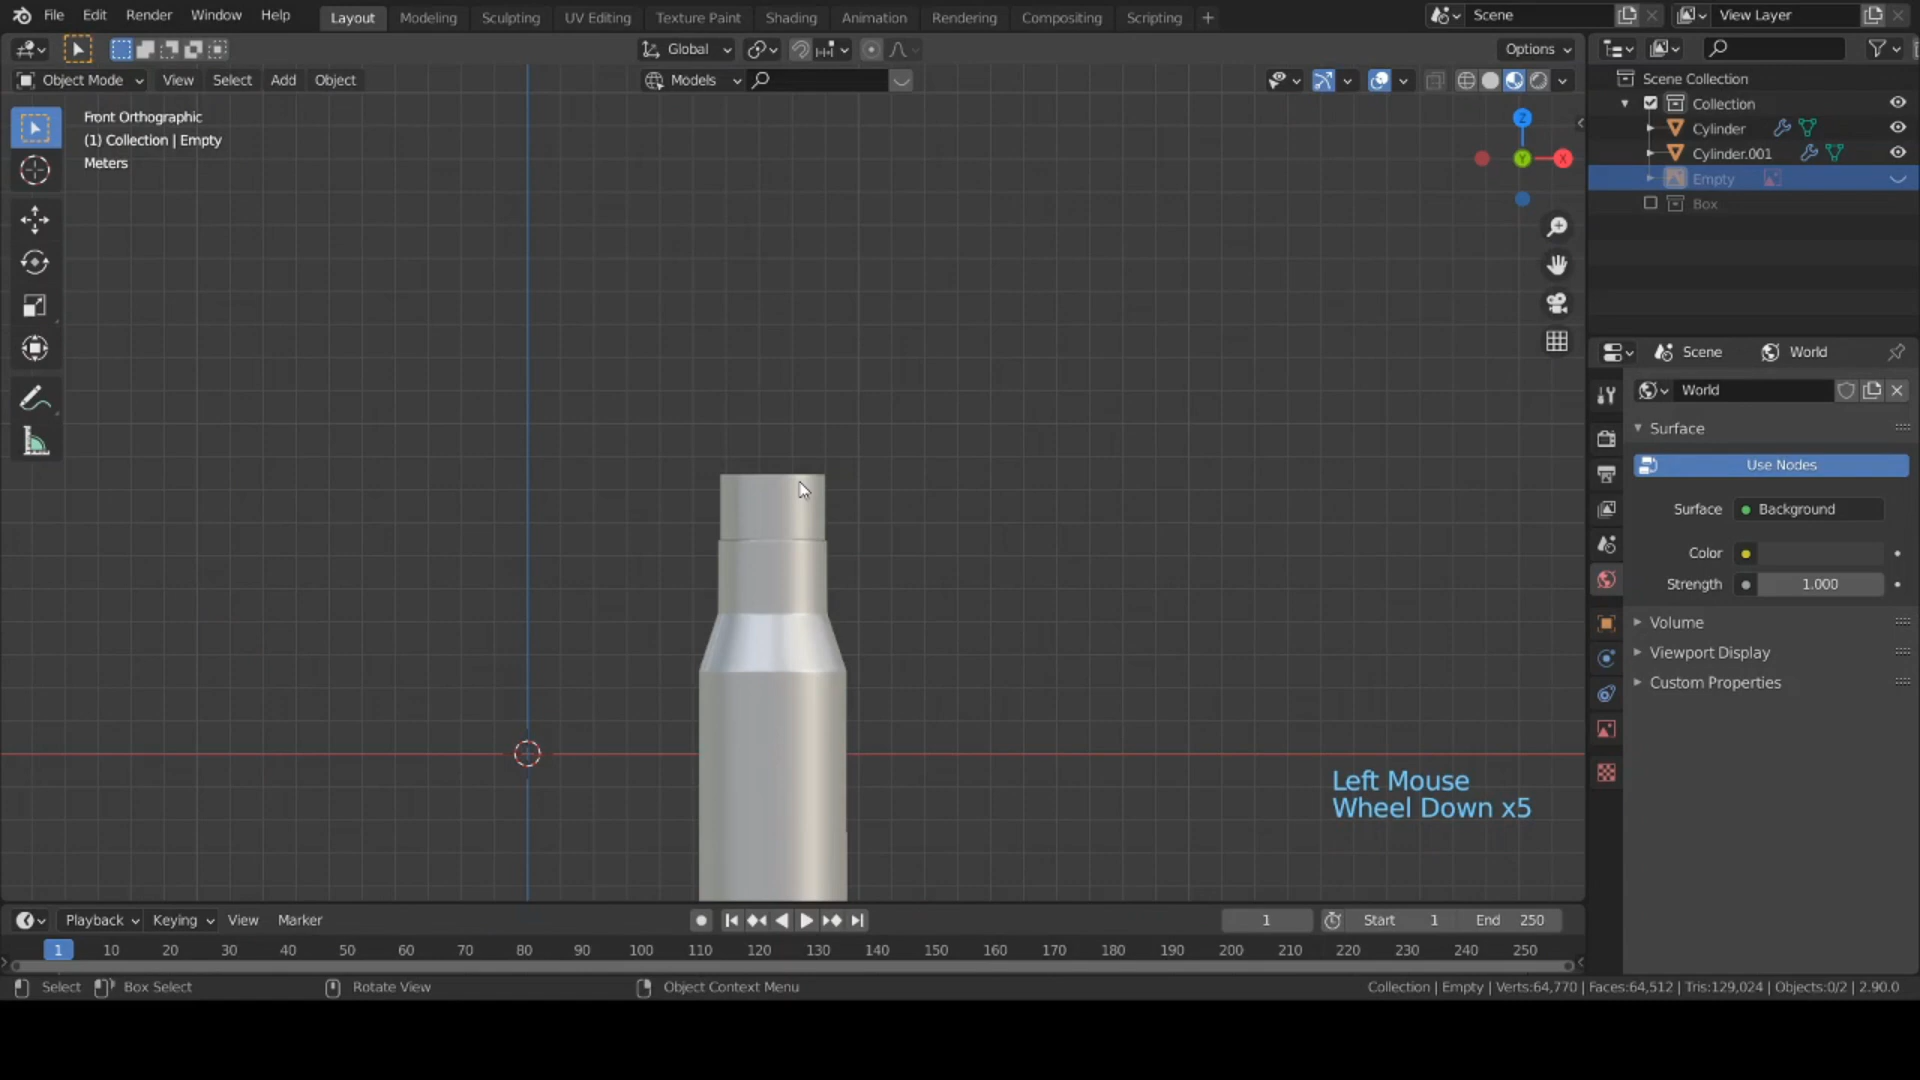 File Edit Render Window Help Layout Modeling Sculpting UV Editing Texture Paint Shading Animation Rendering Compositing Scripting + Scene View Layer
Global Options
Object Mode View Select Add Object Models
Front Orthographic
(1) Collection | Empty
Meters
Z
Y
X
Scene Collection
Collection
Cylinder
Cylinder.001
Empty
Box
Scene World
World
Surface
Use Nodes
Surface Background
Color
Strength 1.000
Volume
Viewport Display
Custom Properties
Left Mouse
Wheel Down x5
Playback Keying View Marker 1 Start 1 End 250
1 10 20 30 40 50 60 70 80 90 100 110 120 130 140 150 160 170 180 190 200 210 220 230 240 250
Select Box Select Rotate View Object Context Menu Collection | Empty | Verts:64,770 | Faces:64,512 | Tris:129,024 | Objects:0/2 | 2.90.0